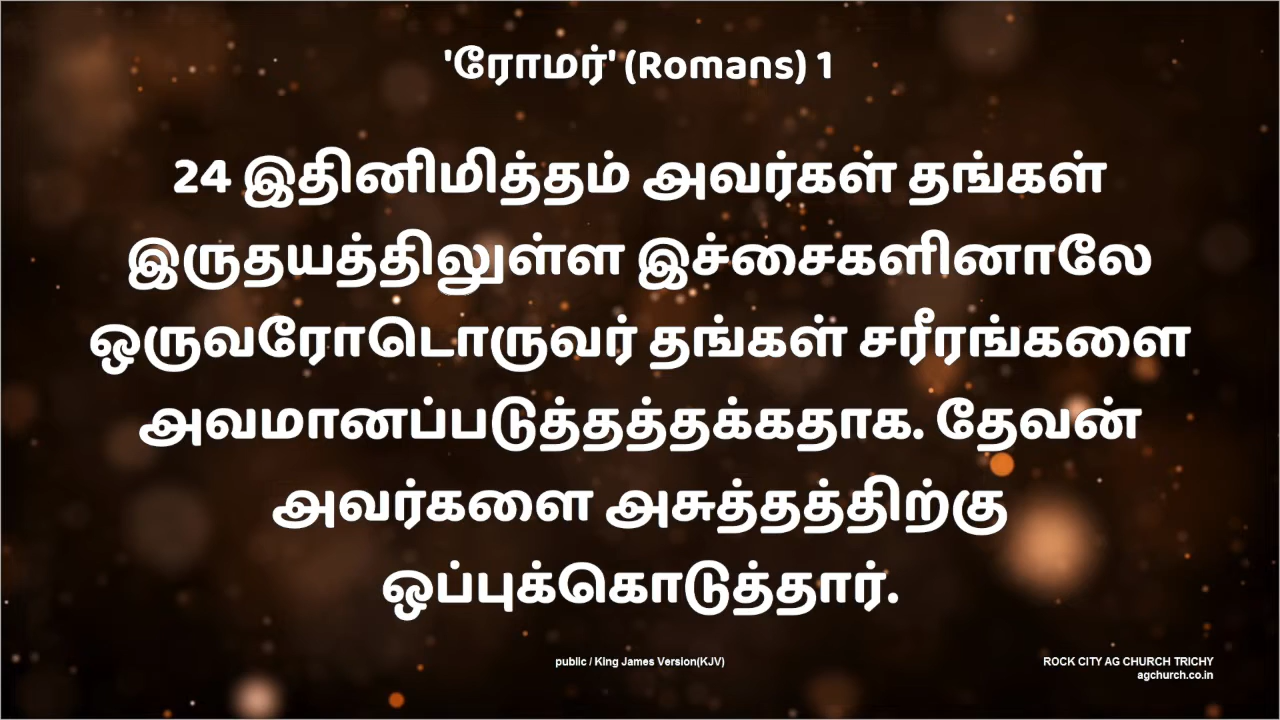 'ரோமர்' (Romans) 1
24 இதினிமித்தம் அவர்கள் தங்கள்
இருதயத்திலுள்ள இச்சைகளினாலே
ஒருவரோடொருவர் தங்கள் சரீரங்களை
அவமானப்படுத்தத்தக்கதாக. தேவன்
அவர்களை அசுத்தத்திற்கு
ஒப்புக்கொடுத்தார்.
public / King James Version(KJV)
ROCK CITY AG CHURCH TRICHY
agchurch.co.in